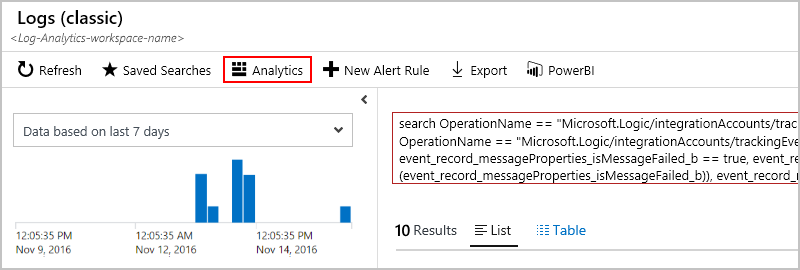 Logs (classic)
<Log-Analytics-workspace-name>
Refresh
Saved Searches
Analytics
New Alert Rule
Export
PowerBI
Data based on last 7 days
12:05:35 PM
Nov 9, 2016
12:05:35 AM
Nov 12, 2016
12:05:35 PM
Nov 14, 2016
search OperationName == "Microsoft.Logic/integrationAccounts/trac
OperationName == "Microsoft.Logic/integrationAccounts/trackingEve
event_record_messageProperties_isMessageFailed_b == true, event_re
(event_record_messageProperties_isMessageFailed_b)), event_record_m
10 Results
List
Table